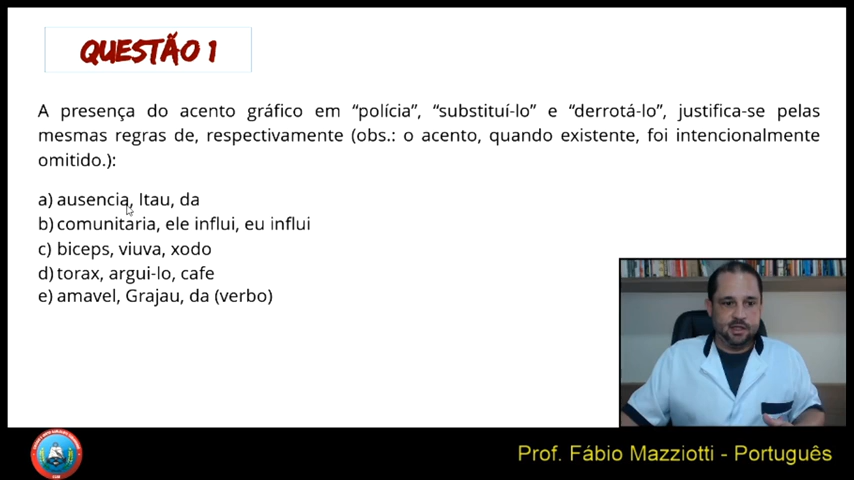 QUESTÃO 1
A presença do acento gráfico em “polícia”, “substituí-lo” e “derrotá-lo”, justifica-se pelas
mesmas regras de, respectivamente (obs.: o acento, quando existente, foi intencionalmente
omitido.):
a) ausencia, Itau, da
b) comunitaria, ele influi, eu influi
c) biceps, viuva, xodo
d) torax, argui-lo, cafe
e) amavel, Grajau, da (verbo)
Prof. Fábio Mazziotti - Português